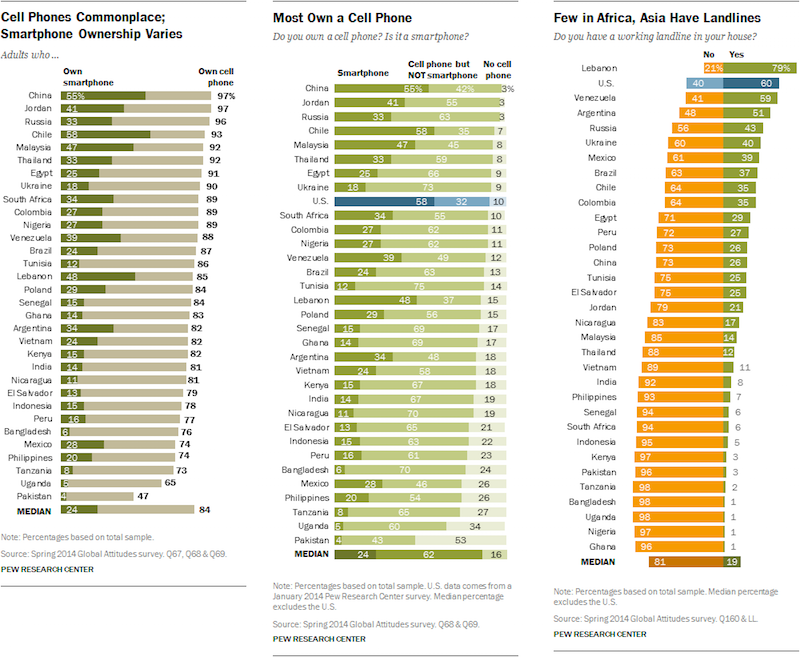 Cell Phones Commonplace;
Smartphone Ownership Varies
Adults who ...
Own smartphone
Own cell phone
China 55% 97%
Jordan 41 97
Russia 33 96
Chile 58 93
Malaysia 47 92
Thailand 33 92
Egypt 25 91
Ukraine 18 90
South Africa 34 89
Colombia 27 89
Nigeria 27 89
Venezuela 39 88
Brazil 24 87
Tunisia 12 86
Lebanon 48 85
Poland 29 84
Senegal 15 84
Ghana 14 83
Argentina 34 82
Vietnam 24 82
Kenya 15 82
India 14 81
Nicaragua 11 81
El Salvador 13 79
Indonesia 15 78
Peru 16 77
Bangladesh 6 76
Mexico 28 74
Philippines 20 74
Tanzania 8 73
Uganda 5 65
Pakistan 4 47
MEDIAN 24 84
Note: Percentages based on total sample.
Source: Spring 2014 Global Attitudes survey. Q67, Q68 & Q69.
PEW RESEARCH CENTER
Most Own a Cell Phone
Do you own a cell phone? Is it a smartphone?
Smartphone
Cell phone but NOT smartphone
No cell phone
China 55% 42% 3%
Jordan 41 55 3
Russia 33 63 3
Chile 58 35 7
Malaysia 47 45 8
Thailand 33 59 8
Egypt 25 66 9
Ukraine 18 73 9
U.S. 58 32 10
South Africa 34 55 10
Colombia 27 62 11
Nigeria 27 62 11
Venezuela 39 49 12
Brazil 24 63 13
Tunisia 12 75 14
Lebanon 48 37 15
Poland 29 56 15
Senegal 15 69 17
Ghana 14 69 17
Argentina 34 48 18
Vietnam 24 58 18
Kenya 15 67 18
India 14 67 19
Nicaragua 11 70 19
El Salvador 13 65 21
Indonesia 15 63 22
Peru 16 61 23
Bangladesh 6 70 24
Mexico 28 46 26
Philippines 20 54 26
Tanzania 8 65 27
Uganda 5 60 34
Pakistan 4 43 53
MEDIAN 24 62 16
Note: Percentages based on total sample. U.S. data comes from a
January 2014 Pew Research Center survey. Median percentage
excludes the U.S.
Source: Spring 2014 Global Attitudes survey. Q68 & Q69.
PEW RESEARCH CENTER
Few in Africa, Asia Have Landlines
Do you have a working landline in your house?
No Yes
Lebanon 21% 79%
U.S. 40 60
Venezuela 41 59
Argentina 48 51
Russia 56 43
Ukraine 60 40
Mexico 61 39
Brazil 63 37
Chile 64 35
Colombia 64 35
Egypt 71 29
Peru 72 27
Poland 73 26
China 73 26
Tunisia 75 25
El Salvador 75 25
Jordan 79 21
Nicaragua 83 17
Malaysia 85 14
Thailand 88 12
Vietnam 89 11
India 92 8
Philippines 93 7
Senegal 94 6
South Africa 94 6
Indonesia 95 5
Kenya 97 3
Pakistan 96 3
Tanzania 98 2
Bangladesh 98 1
Uganda 98 1
Nigeria 97 1
Ghana 96 1
MEDIAN 81 19
Note: Percentages based on total sample. Median percentage
excludes the U.S.
Source: Spring 2014 Global Attitudes survey. Q160 & LL.
PEW RESEARCH CENTER